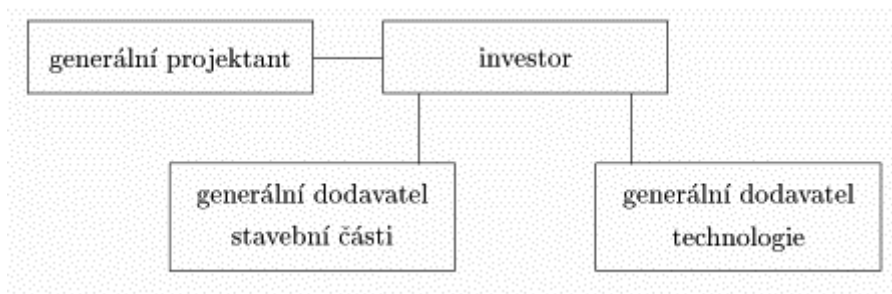 generální projektant
investor
generální dodavatel
stavební části
generální dodavatel
technologie